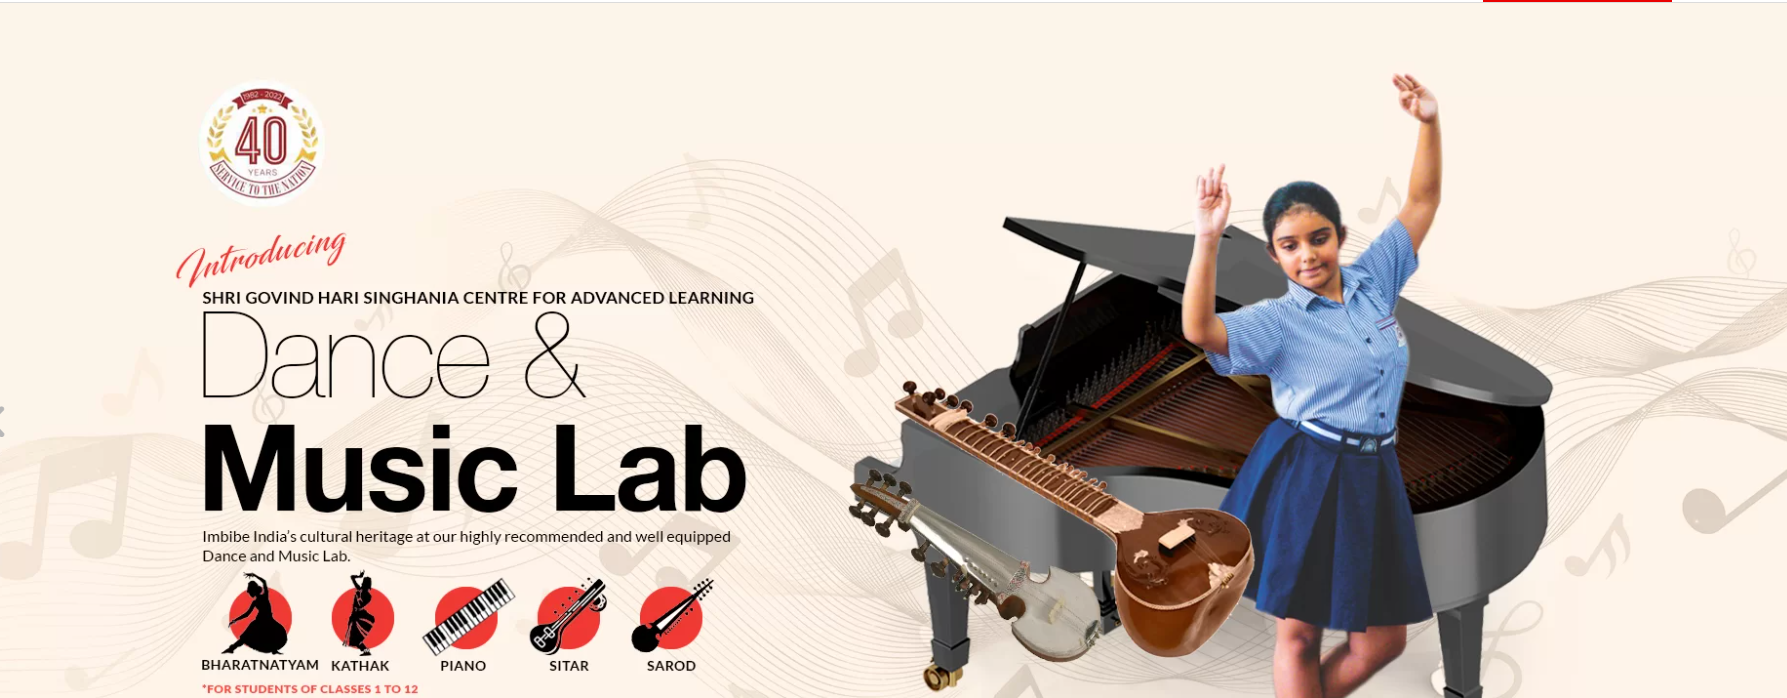 1982 - 2022
40
YEARS
SERVICE TO THE NATION
Introducing
SHRI GOVIND HARI SINGHANIA CENTRE FOR ADVANCED LEARNING
Dance &
Music Lab
Imbibe India's cultural heritage at our highly recommended and well equipped
Dance and Music Lab.
BHARATNATYAM KATHAK PIANO SITAR SAROD
*FOR STUDENTS OF CLASSES 1 TO 12